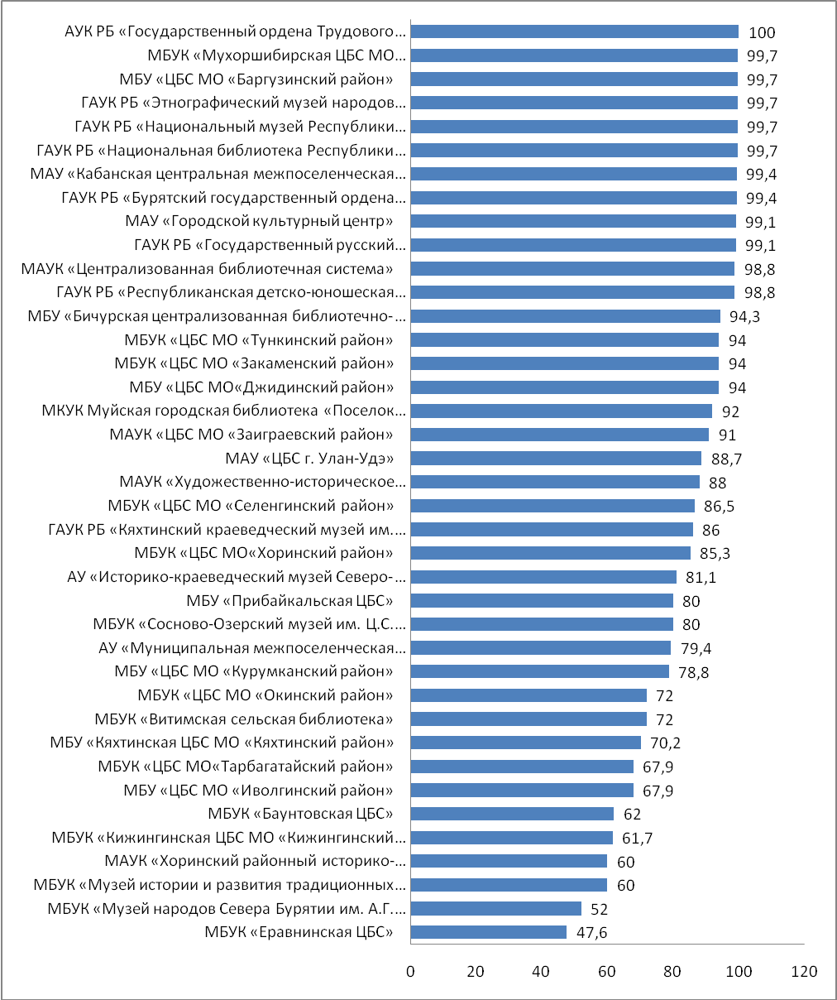 АУК РБ «Государственный ордена Трудового... 100
МБУК «Мухоршибирская ЦБС МО... 99,7
МБУ «ЦБС МО «Баргузинский район» 99,7
ГАУК РБ «Этнографический музей народов... 99,7
ГАУК РБ «Национальный музей Республики... 99,7
ГАУК РБ «Национальная библиотека Республики... 99,7
МАУ «Кабанская центральная межпоселенческая... 99,4
ГАУК РБ «Бурятский государственный ордена... 99,4
МАУ «Городской культурный центр» 99,1
ГАУК РБ «Государственный русский... 99,1
МАУК «Централизованная библиотечная система» 98,8
ГАУК РБ «Республиканская детско-юношеская... 98,8
МБУ «Бичурская централизованная библиотечно-... 94,3
МБУК «ЦБС МО «Тункинский район» 94
МБУК «ЦБС МО «Закаменский район» 94
МБУ «ЦБС МО«Джидинский район» 94
МКУК Муйская городская библиотека «Поселок... 92
МАУК «ЦБС МО «Заиграевский район» 91
МАУ «ЦБС г. Улан-Удэ» 88,7
МАУК «Художественно-историческое... 88
МБУК «ЦБС МО «Селенгинский район» 86,5
ГАУК РБ «Кяхтинский краеведческий музей им.... 86
МБУК «ЦБС МО«Хоринский район» 85,3
АУ «Историко-краеведческий музей Северо-... 81,1
МБУ «Прибайкальская ЦБС» 80
МБУК «Сосново-Озерский музей им. Ц.С.... 80
АУ «Муниципальная межпоселенческая... 79,4
МБУ «ЦБС МО «Курумканский район» 78,8
МБУК «ЦБС МО «Окинский район» 72
МБУК «Витимская сельская библиотека» 72
МБУ «Кяхтинская ЦБС МО «Кяхтинский район» 70,2
МБУК «ЦБС МО«Тарбагатайский район» 67,9
МБУ «ЦБС МО «Иволгинский район» 67,9
МБУК «Баунтовская ЦБС» 62
МБУК «Кижингинская ЦБС МО «Кижингинский... 61,7
МАУК «Хоринский районный историко-... 60
МБУК «Музей истории и развития традиционных... 60
МБУК «Музей народов Севера Бурятии им. А.Г.... 52
МБУК «Еравнинская ЦБС» 47,6
0 20 40 60 80 100 120